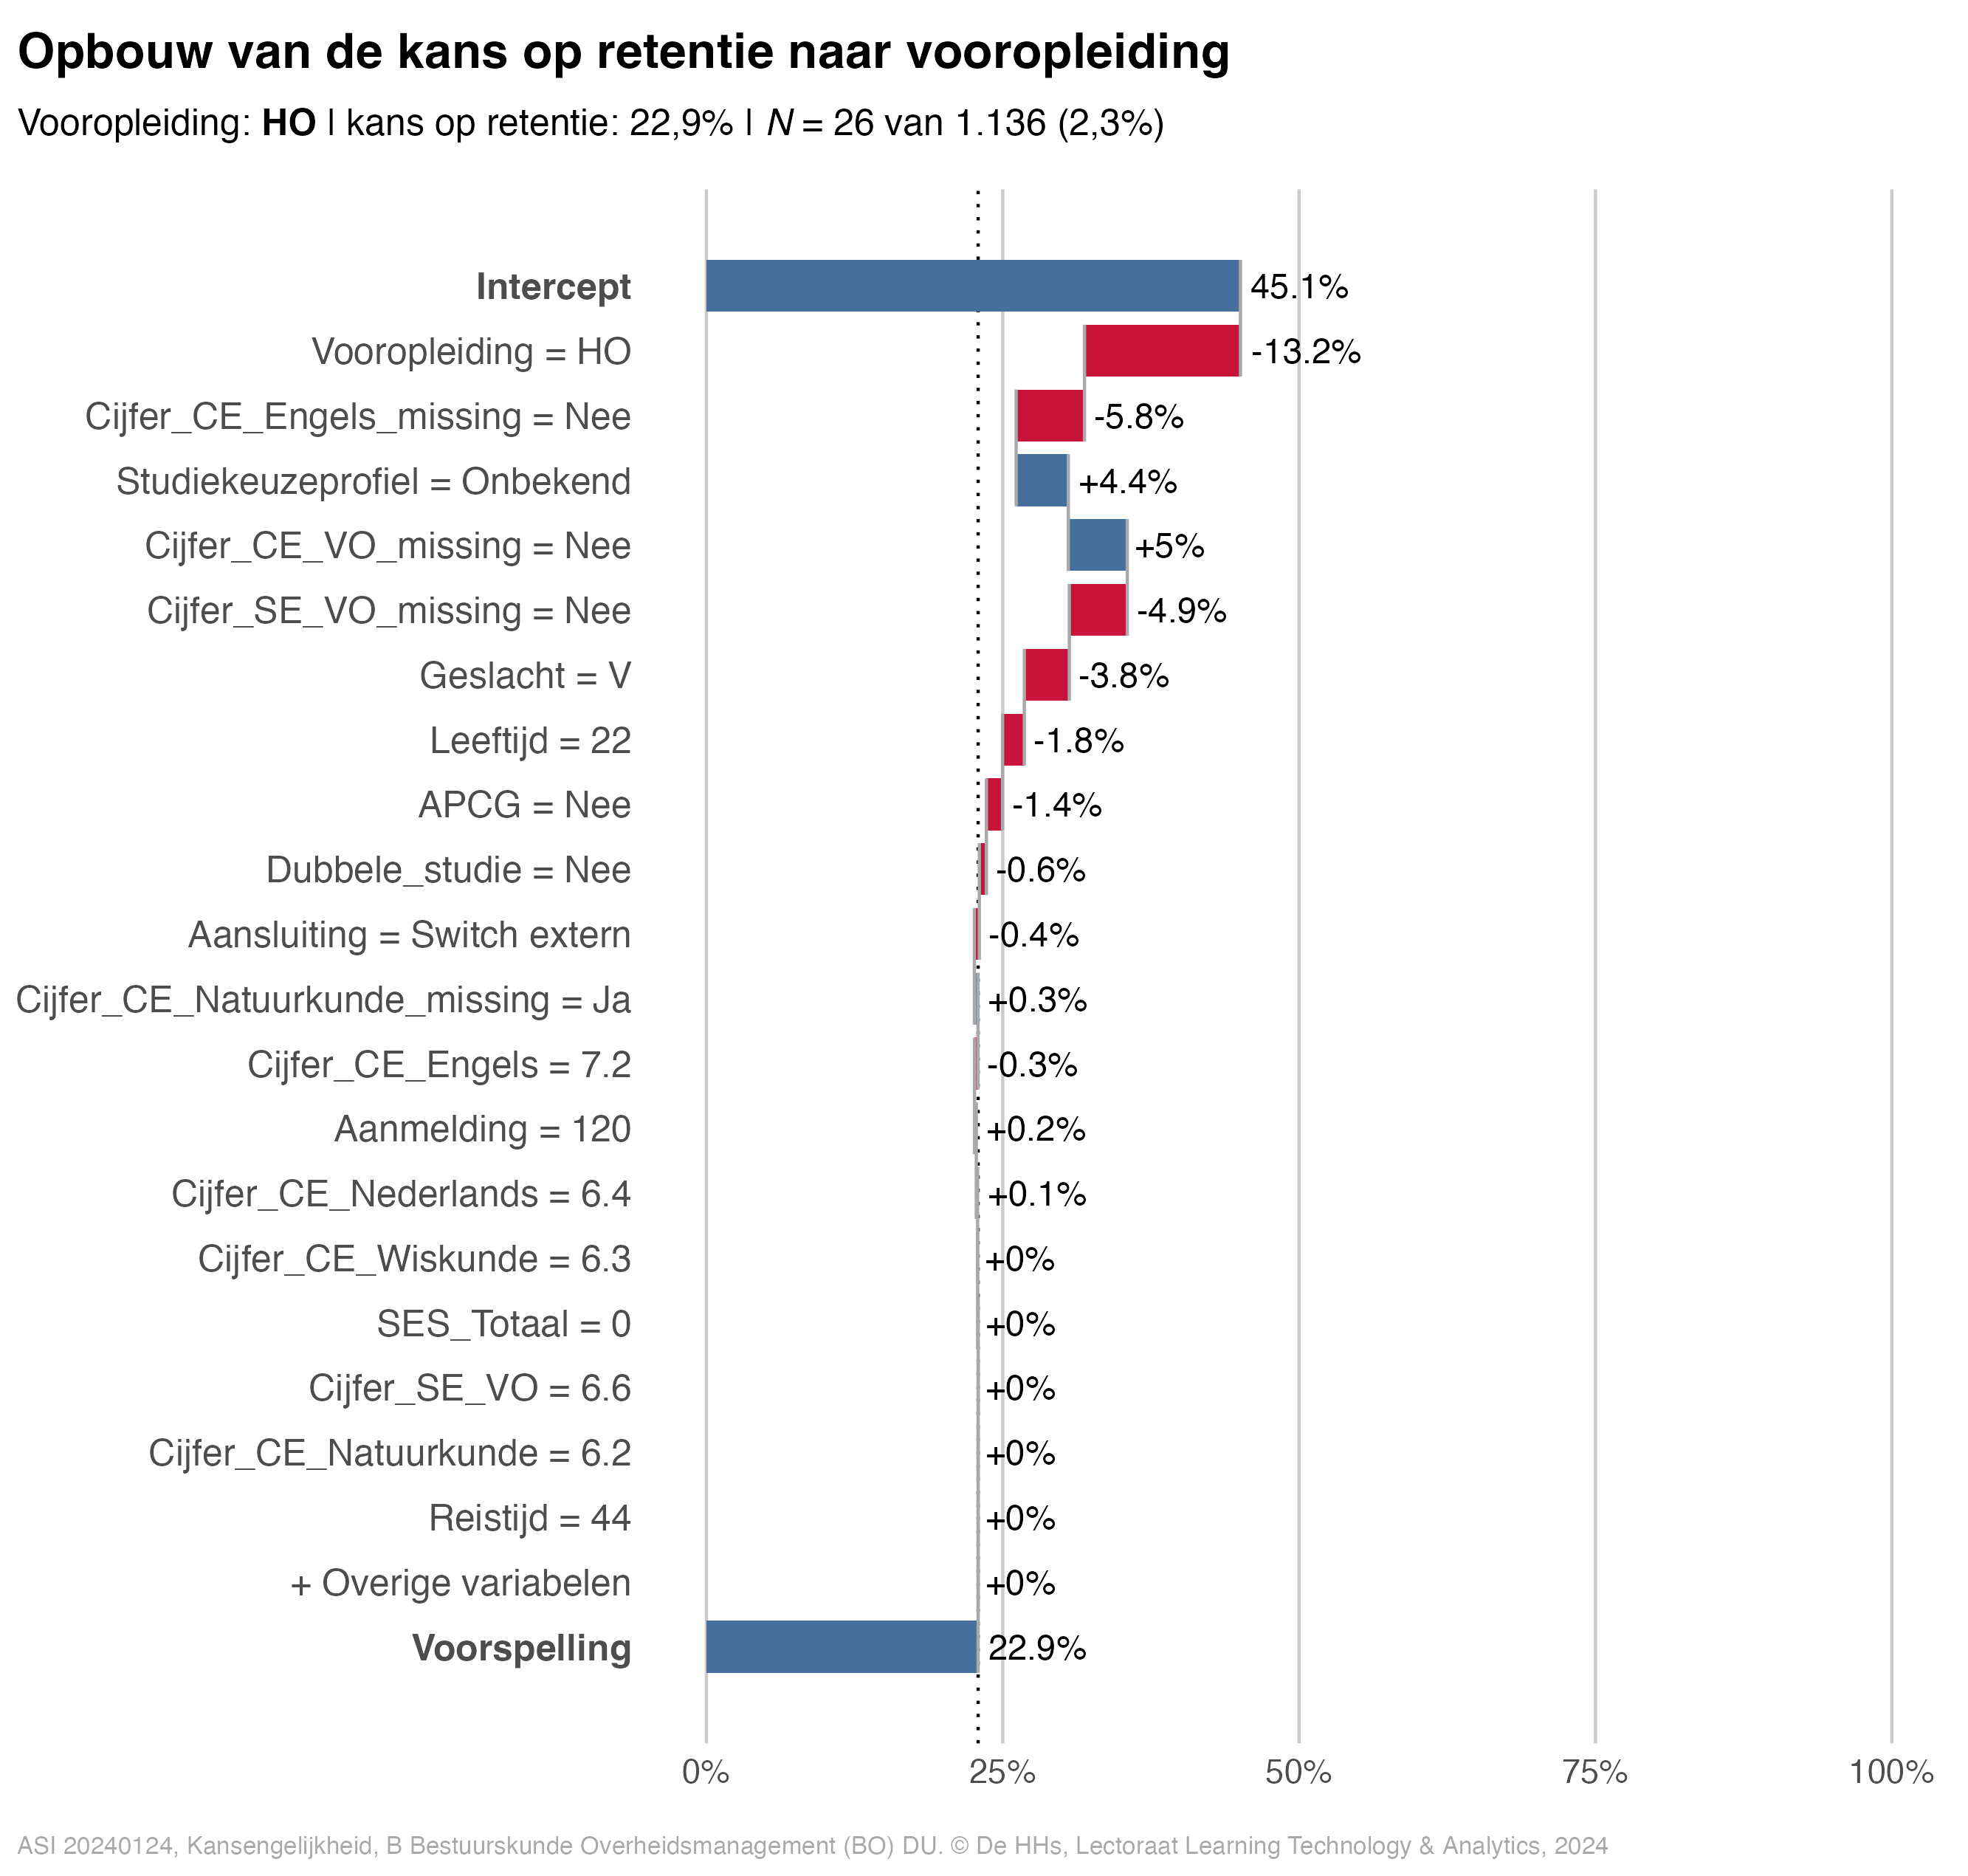 Opbouw van de kans op retentie naar vooropleiding
Vooropleiding: HO | kans op retentie: 22,9% | N = 26 van 1.136 (2,3%)
Intercept 45.1%
Vooropleiding = HO -13.2%
Cijfer_CE_Engels_missing = Nee -5.8%
Studiekeuzeprofiel = Onbekend +4.4%
Cijfer_CE_VO_missing = Nee +5%
Cijfer_SE_VO_missing = Nee -4.9%
Geslacht = V -3.8%
Leeftijd = 22 -1.8%
APCG = Nee -1.4%
Dubbele_studie = Nee -0.6%
Aansluiting = Switch extern -0.4%
Cijfer_CE_Natuurkunde_missing = Ja +0.3%
Cijfer_CE_Engels = 7.2 -0.3%
Aanmelding = 120 +0.2%
Cijfer_CE_Nederlands = 6.4 +0.1%
Cijfer_CE_Wiskunde = 6.3 +0%
SES_Totaal = 0 +0%
Cijfer_SE_VO = 6.6 +0%
Cijfer_CE_Natuurkunde = 6.2 +0%
Reistijd = 44 +0%
+ Overige variabelen +0%
Voorspelling 22.9%
0% 25% 50% 75% 100%
ASI 20240124, Kansengelijkheid, B Bestuurskunde Overheidsmanagement (BO) DU. © De HHs, Lectoraat Learning Technology & Analytics, 2024